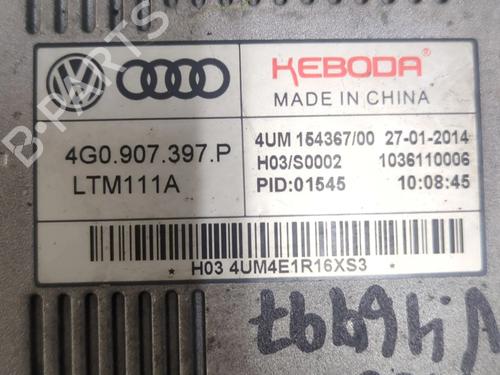 KEBODA®
MADE IN CHINA
4G0.907.397.P
LTM111A
4UM 154367/00 27-01-2014
H03/S0002 1036110006
PID:01545 10:08:45
* H03 4UM4E1R16XS3 *